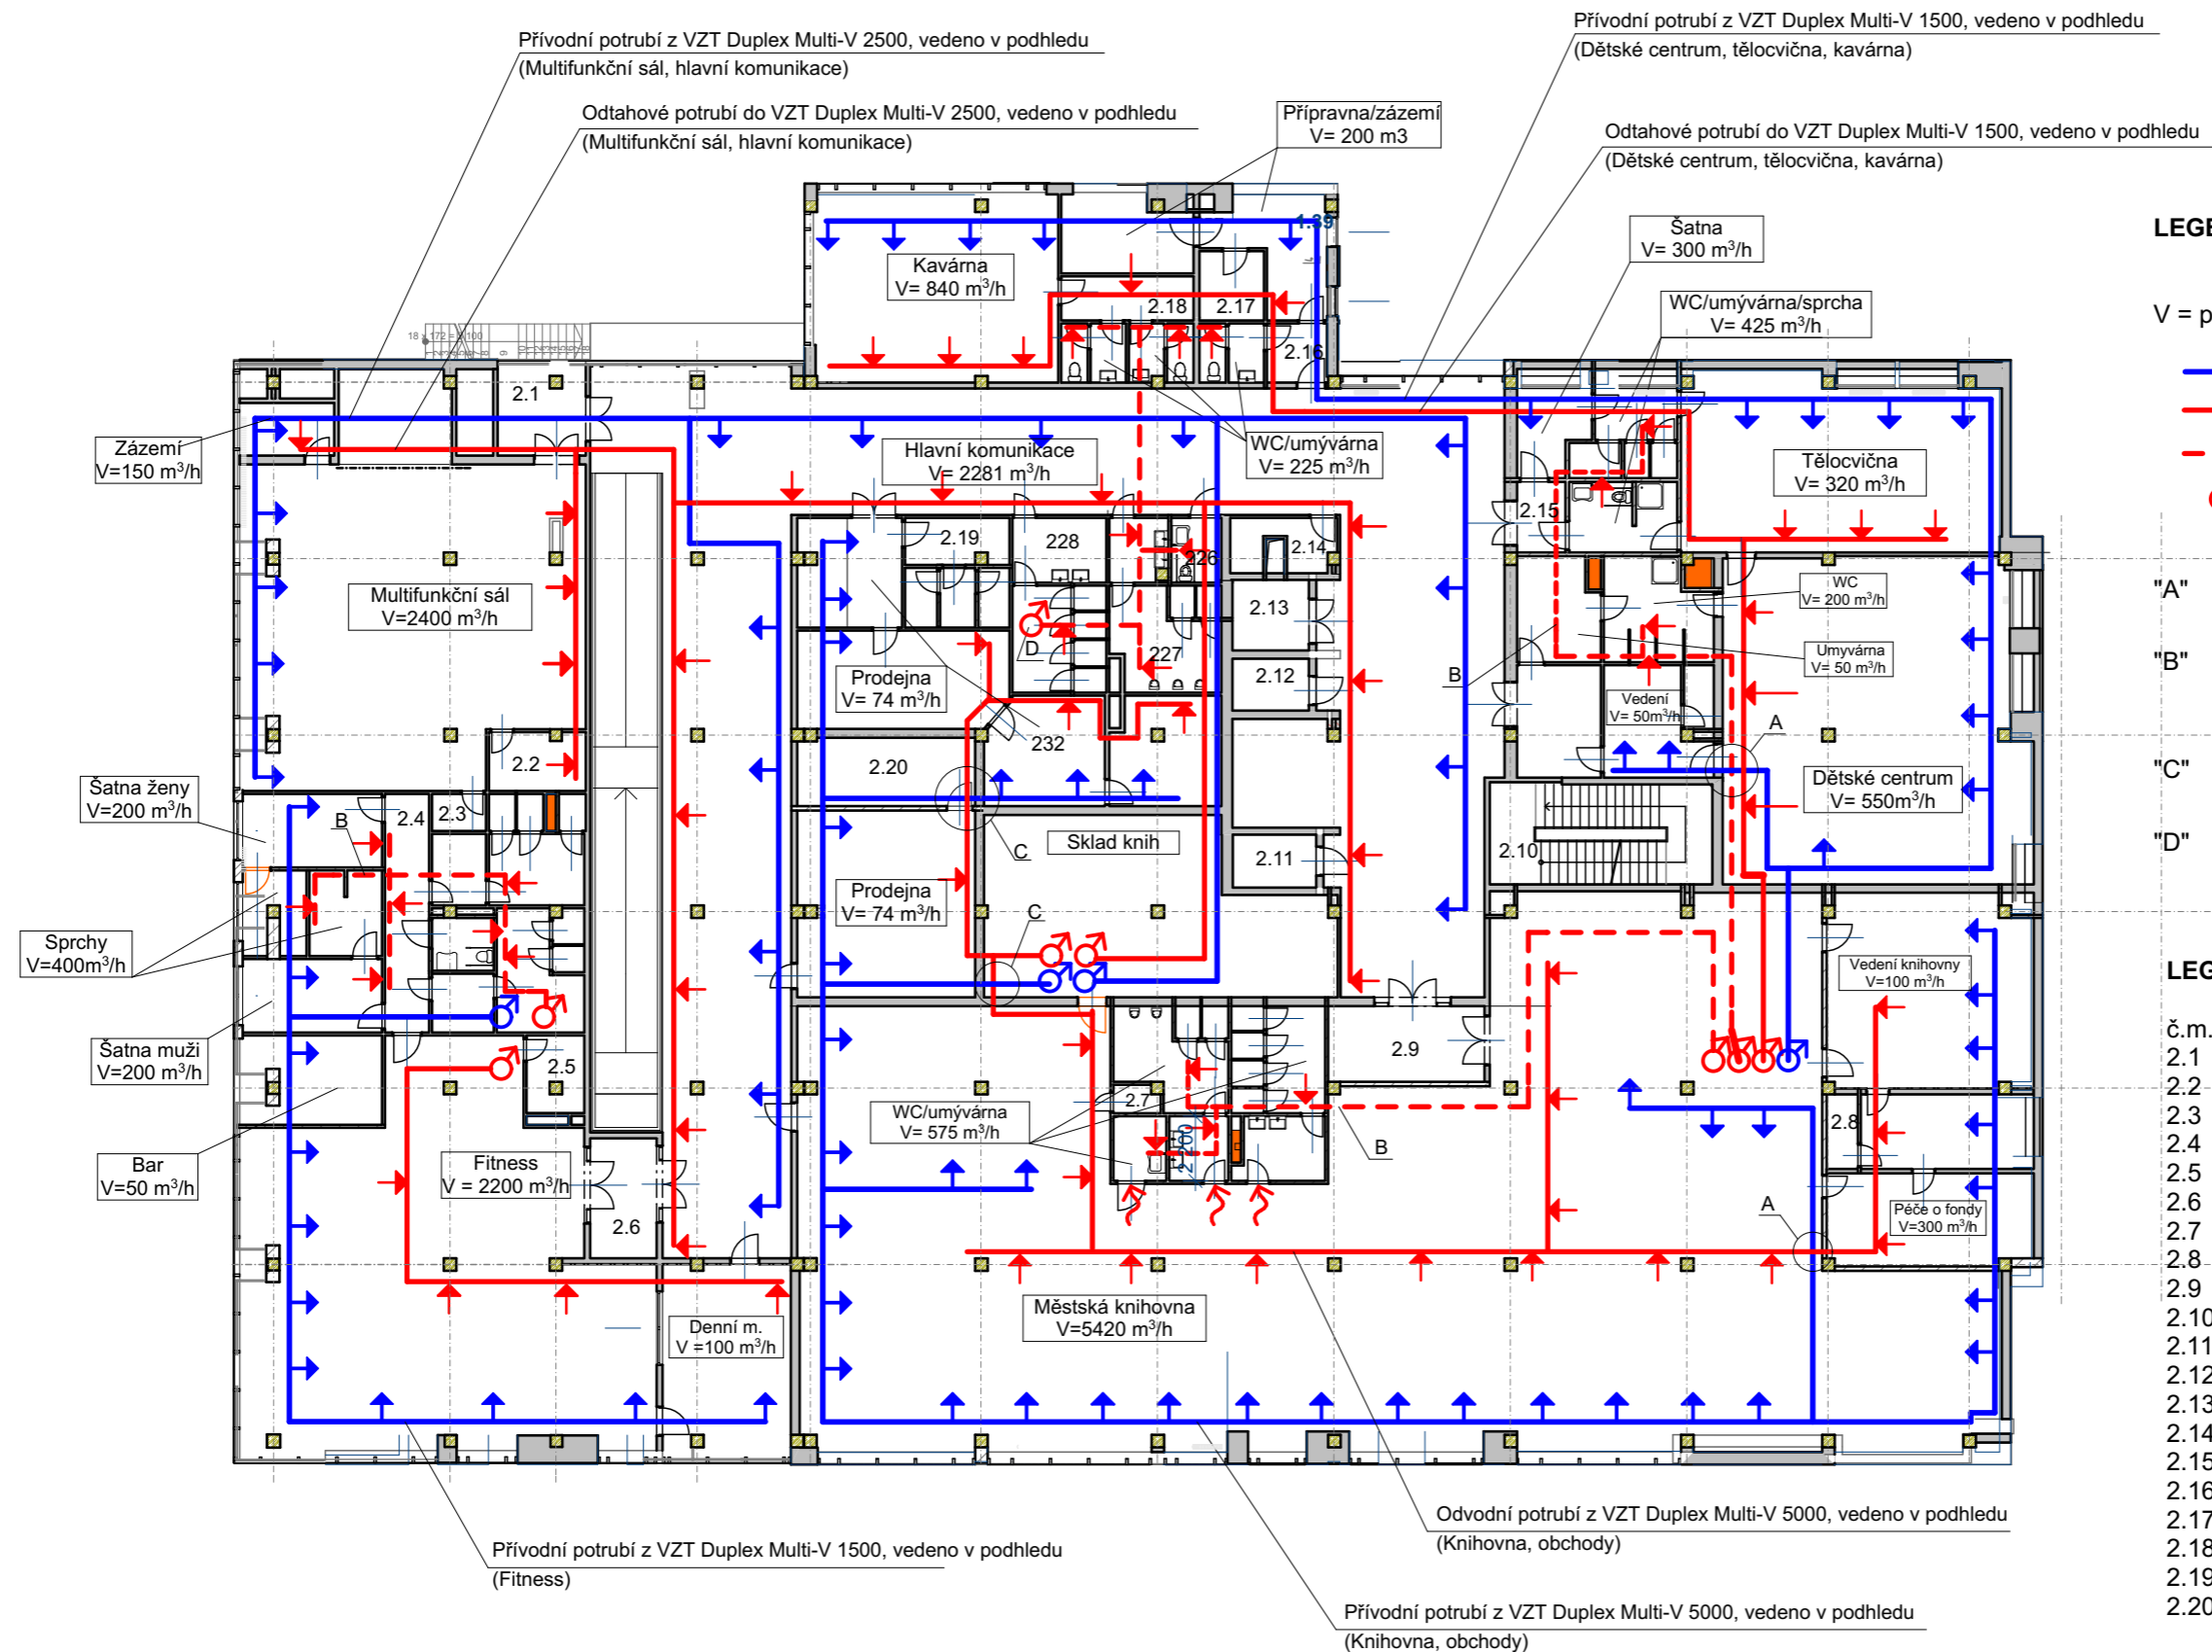 Přívodní potrubí z VZT Duplex Multi-V 2500, vedeno v podhledu
(Multifunkční sál, hlavní komunikace)
Odtahové potrubí do VZT Duplex Multi-V 2500, vedeno v podhledu
(Multifunkční sál, hlavní komunikace)
Přívodní potrubí z VZT Duplex Multi-V 1500, vedeno v podhledu
(Dětské centrum, tělocvična, kavárna)
Odtahové potrubí do VZT Duplex Multi-V 1500, vedeno v podhledu
(Dětské centrum, tělocvična, kavárna)
Přípravna/zázemí
V= 200 m3
1.39
Šatna
V= 300 m³/h
WC/umývárna/sprcha
V= 425 m³/h
Kavárna
V= 840 m³/h
2.18
2.17
2.16
2.1
Zázemí
V=150 m³/h
Hlavní komunikace
V= 2281 m³/h
WC/umývárna
V= 225 m³/h
Tělocvična
V= 320 m³/h
2.15
2.19
228
226
2.14
2.13
Multifunkční sál
V=2400 m³/h
WC
V= 200 m³/h
Umyvárna
V= 50 m³/h
D
227
2.12
B
Prodejna
V= 74 m³/h
Vedení
V= 50m³/h
A
232
2.2
2.20
Dětské centrum
V= 550m³/h
Šatna ženy
V=200 m³/h
B
2.4
2.3
C
Sklad knih
2.11
2.10
Prodejna
V= 74 m³/h
C
Sprchy
V=400m³/h
Vedení knihovny
V=100 m³/h
Šatna muži
V=200 m³/h
2.5
2.9
2.7
WC/umývárna
V= 575 m³/h
2 200
B
2.8
Bar
V=50 m³/h
Fitness
V = 2200 m³/h
2.6
A
Péče o fondy
V=300 m³/h
Denní m.
V =100 m³/h
Městská knihovna
V=5420 m³/h
Přívodní potrubí z VZT Duplex Multi-V 1500, vedeno v podhledu
(Fitness)
Odvodní potrubí z VZT Duplex Multi-V 5000, vedeno v podhledu
(Knihovna, obchody)
Přívodní potrubí z VZT Duplex Multi-V 5000, vedeno v podhledu
(Knihovna, obchody)
LEGE
V = p
"A"
"B"
"C"
"D"
LEG
č.m.
2.1
2.2
2.3
2.4
2.5
2.6
2.7
2.8
2.9
2.10
2.11
2.12
2.13
2.14
2.15
2.16
2.17
2.18
2.19
2.20